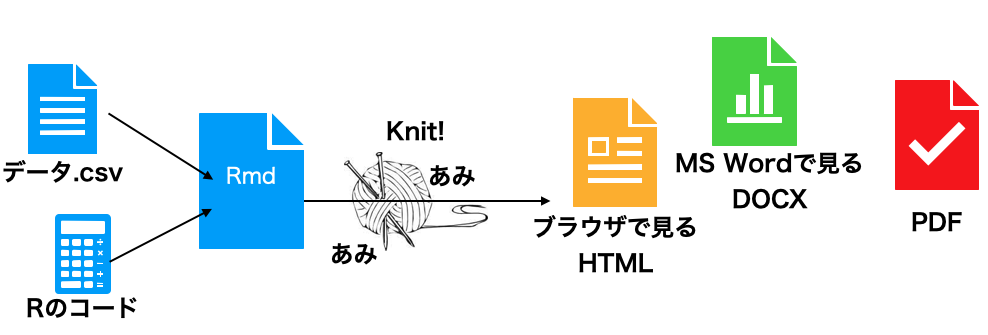 データ.csv
Rのコード
Rmd
Knit!
あみ
あみ
ブラウザで見る
HTML
MS Wordで見る
DOCX
PDF